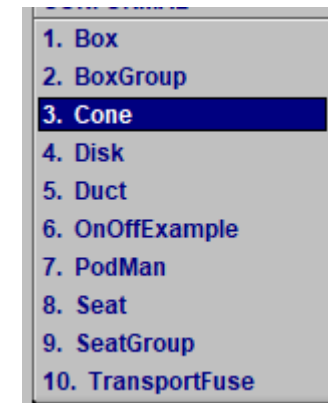 1. Box
2. BoxGroup
3. Cone
4. Disk
5. Duct
6. OnOffExample
7. PodMan
8. Seat
9. SeatGroup
10. TransportFuse